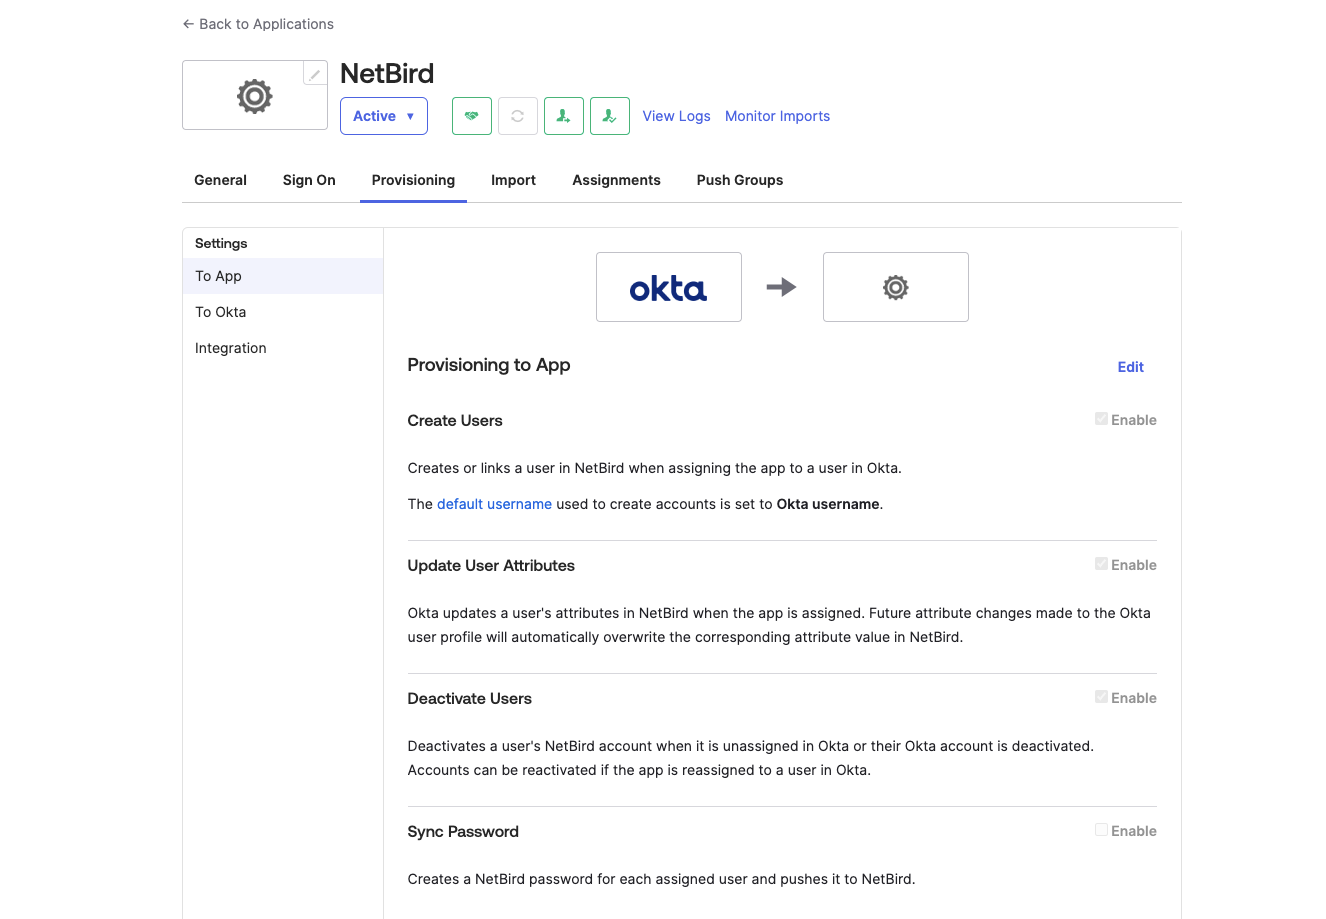 ← Back to Applications
NetBird
Active ▼
View Logs Monitor Imports
General Sign On Provisioning Import Assignments Push Groups
Settings
To App
To Okta
Integration
okta
Provisioning to App
Edit
Create Users
Enable
Creates or links a user in NetBird when assigning the app to a user in Okta.
The default username used to create accounts is set to Okta username.
Update User Attributes
Enable
Okta updates a user's attributes in NetBird when the app is assigned. Future attribute changes made to the Okta
user profile will automatically overwrite the corresponding attribute value in NetBird.
Deactivate Users
Enable
Deactivates a user's NetBird account when it is unassigned in Okta or their Okta account is deactivated.
Accounts can be reactivated if the app is reassigned to a user in Okta.
Sync Password
Enable
Creates a NetBird password for each assigned user and pushes it to NetBird.